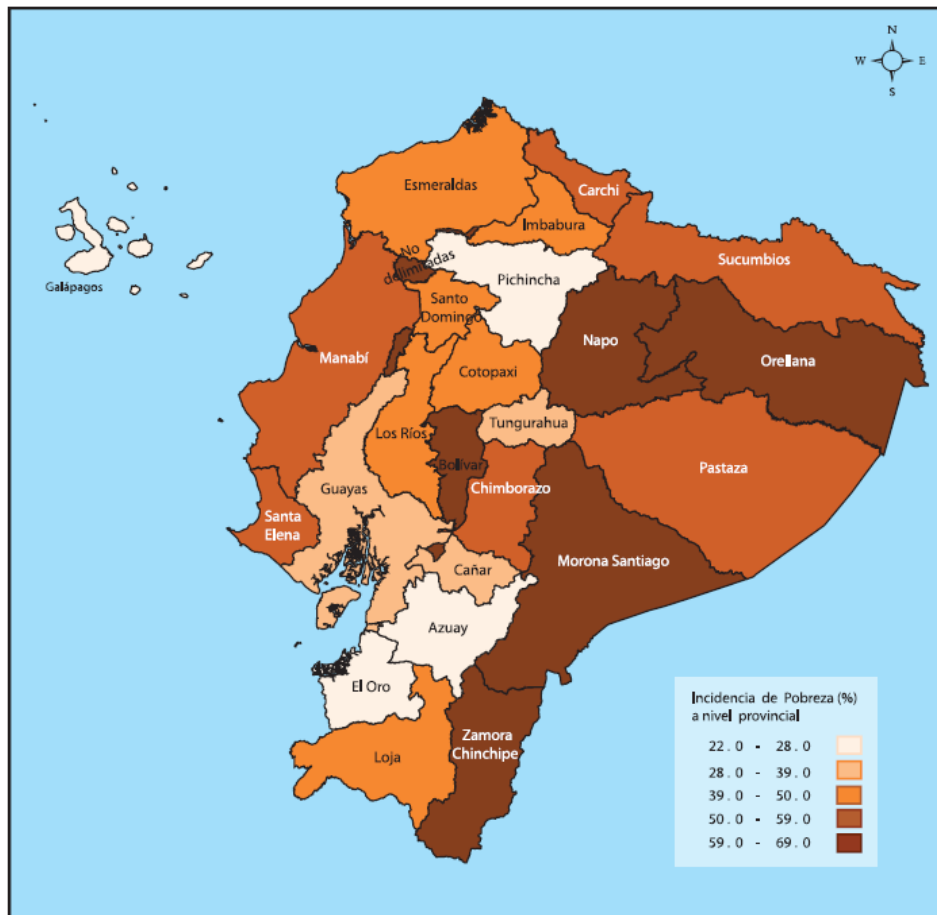 N
W E
S
Esmeraldas
Carchi
Imbabura
No
delimitadas
Pichincha
Sucumbios
Galápagos
Santo
Domingo
Manabí
Napo
Orellana
Cotopaxi
Tungurahua
Los Ríos
Bolívar
Pastaza
Guayas
Chimborazo
Santa
Elena
Morona Santiago
Cañar
Azuay
El Oro
Zamora
Chinchipe
Loja
Incidencia de Pobreza (%)
a nivel provincial
22.0 - 28.0
28.0 - 39.0
39.0 - 50.0
50.0 - 59.0
59.0 - 69.0